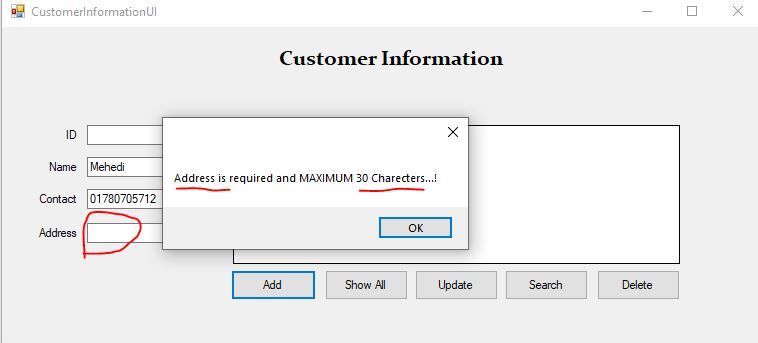 CustomerInformationUI
Customer Information
ID
Name Mehedi
Contact 01780705712
Address
Address is required and MAXIMUM 30 Charecters...!
OK
Add Show All Update Search Delete